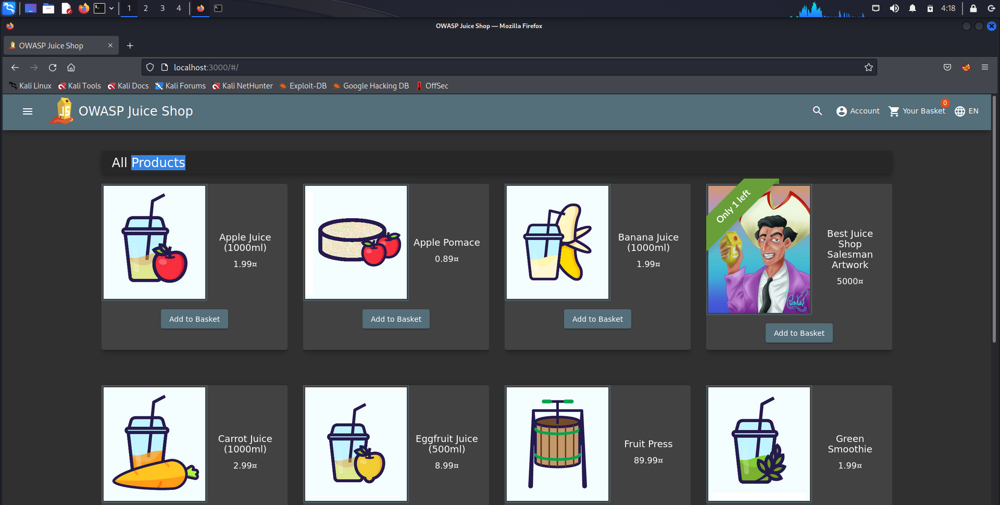 1 2 3 4
4:18
OWASP Juice Shop — Mozilla Firefox
OWASP Juice Shop
localhost:3000/#/
Kali Linux Kali Tools Kali Docs Kali Forums Kali NetHunter Exploit-DB Google Hacking DB OffSec
JS
OWASP Juice Shop
Account
Your Basket
0
EN
All Products
Apple Juice
(1000ml)
1.99¤
Add to Basket
Apple Pomace
0.89¤
Add to Basket
Banana Juice
(1000ml)
1.99¤
Add to Basket
Only 1 left
Best Juice
Shop
Salesman
Artwork
5000¤
Add to Basket
Carrot Juice
(1000ml)
2.99¤
Eggfruit Juice
(500ml)
8.99¤
Fruit Press
89.99¤
Green
Smoothie
1.99¤